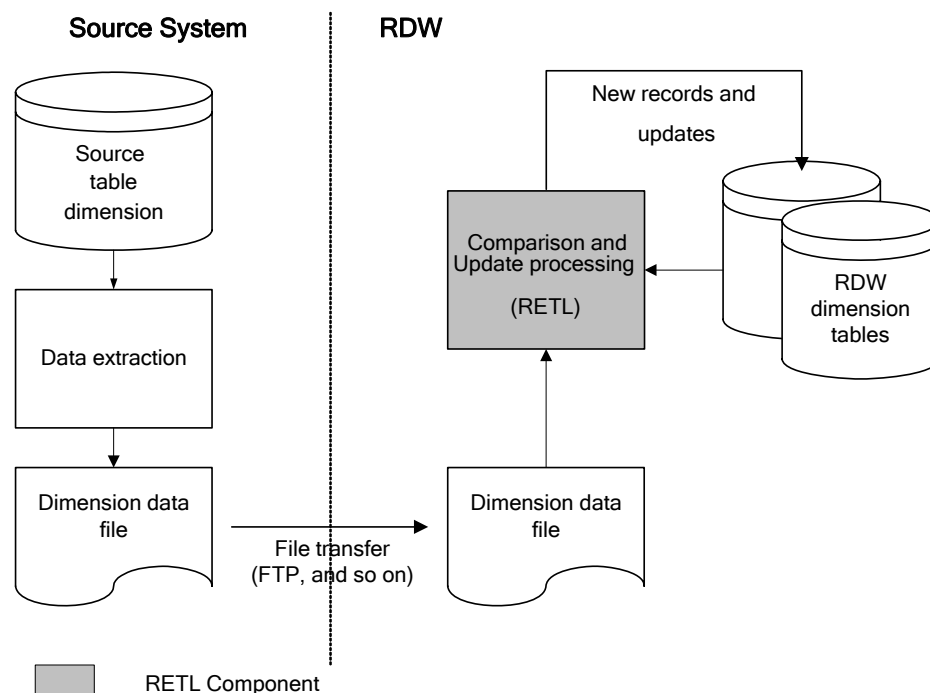 Source System
RDW
Source
table
dimension
Data extraction
Dimension data
file
File transfer
(FTP, and so on)
New records and
updates
Comparison and
Update processing
(RETL)
RDW
dimension
tables
Dimension data
file
RETL Component